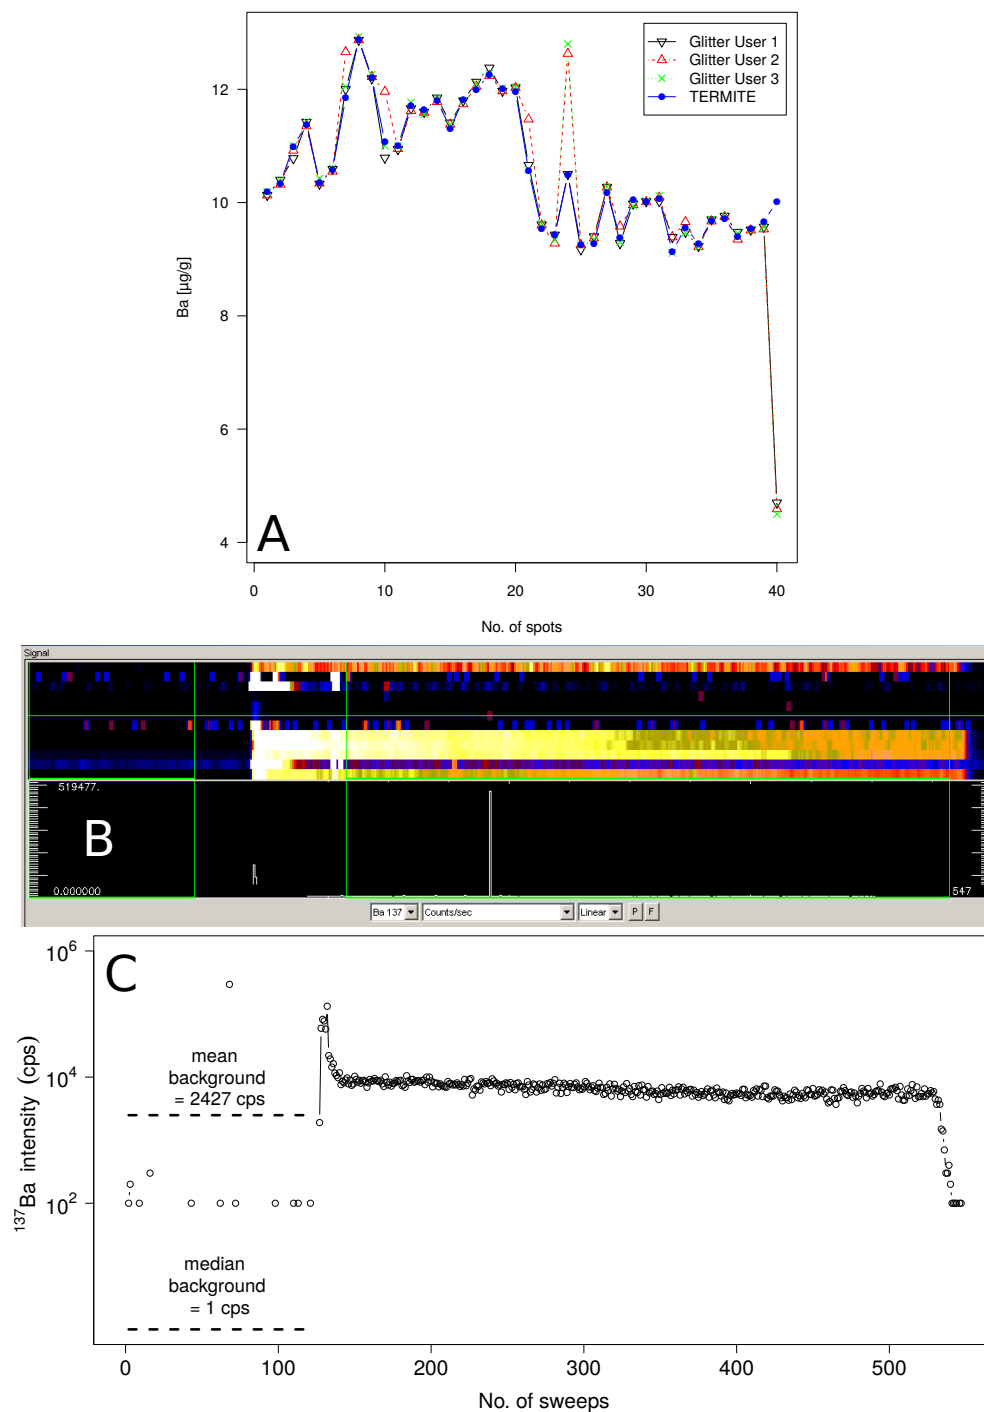 Glitter User 1
Glitter User 2
Glitter User 3
TERMITE
12
10
8
6
4
Ba [µg/g]
A
0 10 20 30 40
No. of spots
Signal
519477.
B
0.000000
547
Ba 137 Counts/sec Linear P F
C
10^6
10^4
10^2
137Ba intensity (cps)
mean
background
= 2427 cps
median
background
= 1 cps
0 100 200 300 400 500
No. of sweeps